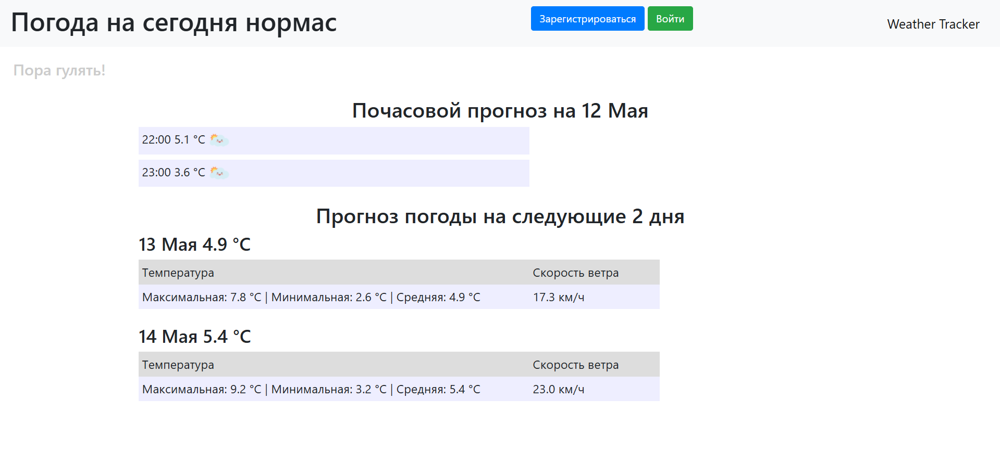 Погода на сегодня нормас
Зарегистрироваться
Войти
Weather Tracker
Пора гулять!
Почасовой прогноз на 12 Мая
22:00 5.1 °C
23:00 3.6 °C
Прогноз погоды на следующие 2 дня
13 Мая 4.9 °C
Температура Скорость ветра
Максимальная: 7.8 °C | Минимальная: 2.6 °C | Средняя: 4.9 °C 17.3 км/ч
14 Мая 5.4 °C
Температура Скорость ветра
Максимальная: 9.2 °C | Минимальная: 3.2 °C | Средняя: 5.4 °C 23.0 км/ч